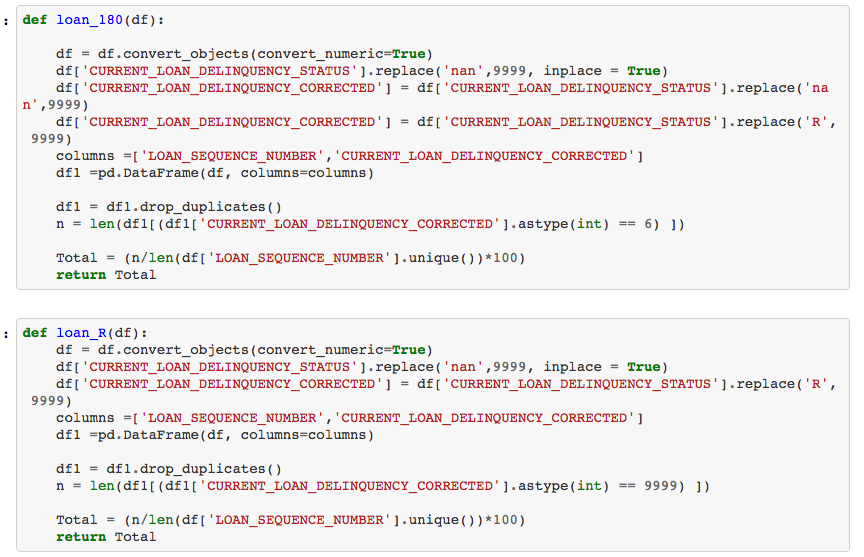 : def loan_180(df):
df = df.convert_objects(convert_numeric=True)
df['CURRENT_LOAN_DELINQUENCY_STATUS'].replace('nan',9999, inplace = True)
df['CURRENT_LOAN_DELINQUENCY_CORRECTED'] = df['CURRENT_LOAN_DELINQUENCY_STATUS'].replace('na
n',9999)
df['CURRENT_LOAN_DELINQUENCY_CORRECTED'] = df['CURRENT_LOAN_DELINQUENCY_STATUS'].replace('R',
9999)
columns =['LOAN_SEQUENCE_NUMBER','CURRENT_LOAN_DELINQUENCY_CORRECTED']
df1 =pd.DataFrame(df, columns=columns)
df1 = df1.drop_duplicates()
n = len(df1[(df1['CURRENT_LOAN_DELINQUENCY_CORRECTED'].astype(int) == 6) ])
Total = (n/len(df['LOAN_SEQUENCE_NUMBER'].unique())*100)
return Total
: def loan_R(df):
df = df.convert_objects(convert_numeric=True)
df['CURRENT_LOAN_DELINQUENCY_STATUS'].replace('nan',9999, inplace = True)
df['CURRENT_LOAN_DELINQUENCY_CORRECTED'] = df['CURRENT_LOAN_DELINQUENCY_STATUS'].replace('R',
9999)
columns =['LOAN_SEQUENCE_NUMBER','CURRENT_LOAN_DELINQUENCY_CORRECTED']
df1 =pd.DataFrame(df, columns=columns)
df1 = df1.drop_duplicates()
n = len(df1[(df1['CURRENT_LOAN_DELINQUENCY_CORRECTED'].astype(int) == 9999) ])
Total = (n/len(df['LOAN_SEQUENCE_NUMBER'].unique())*100)
return Total